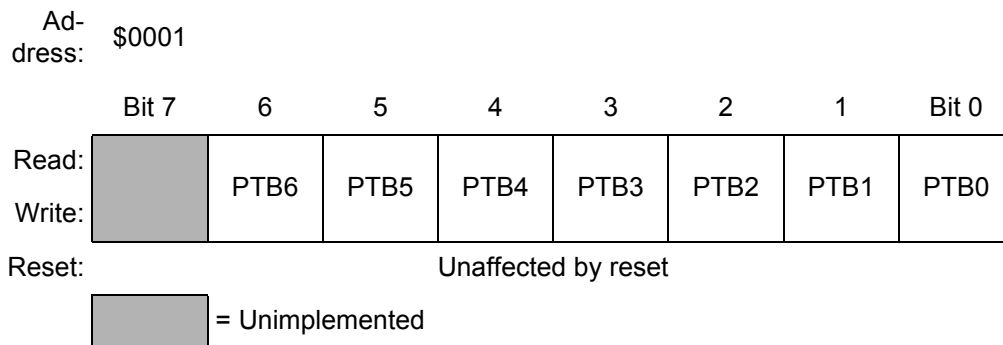 Ad-
dress: $0001
Bit 7 6 5 4 3 2 1 Bit 0
Read:
PTB6 PTB5 PTB4 PTB3 PTB2 PTB1 PTB0
Write:
Reset: Unaffected by reset
= Unimplemented